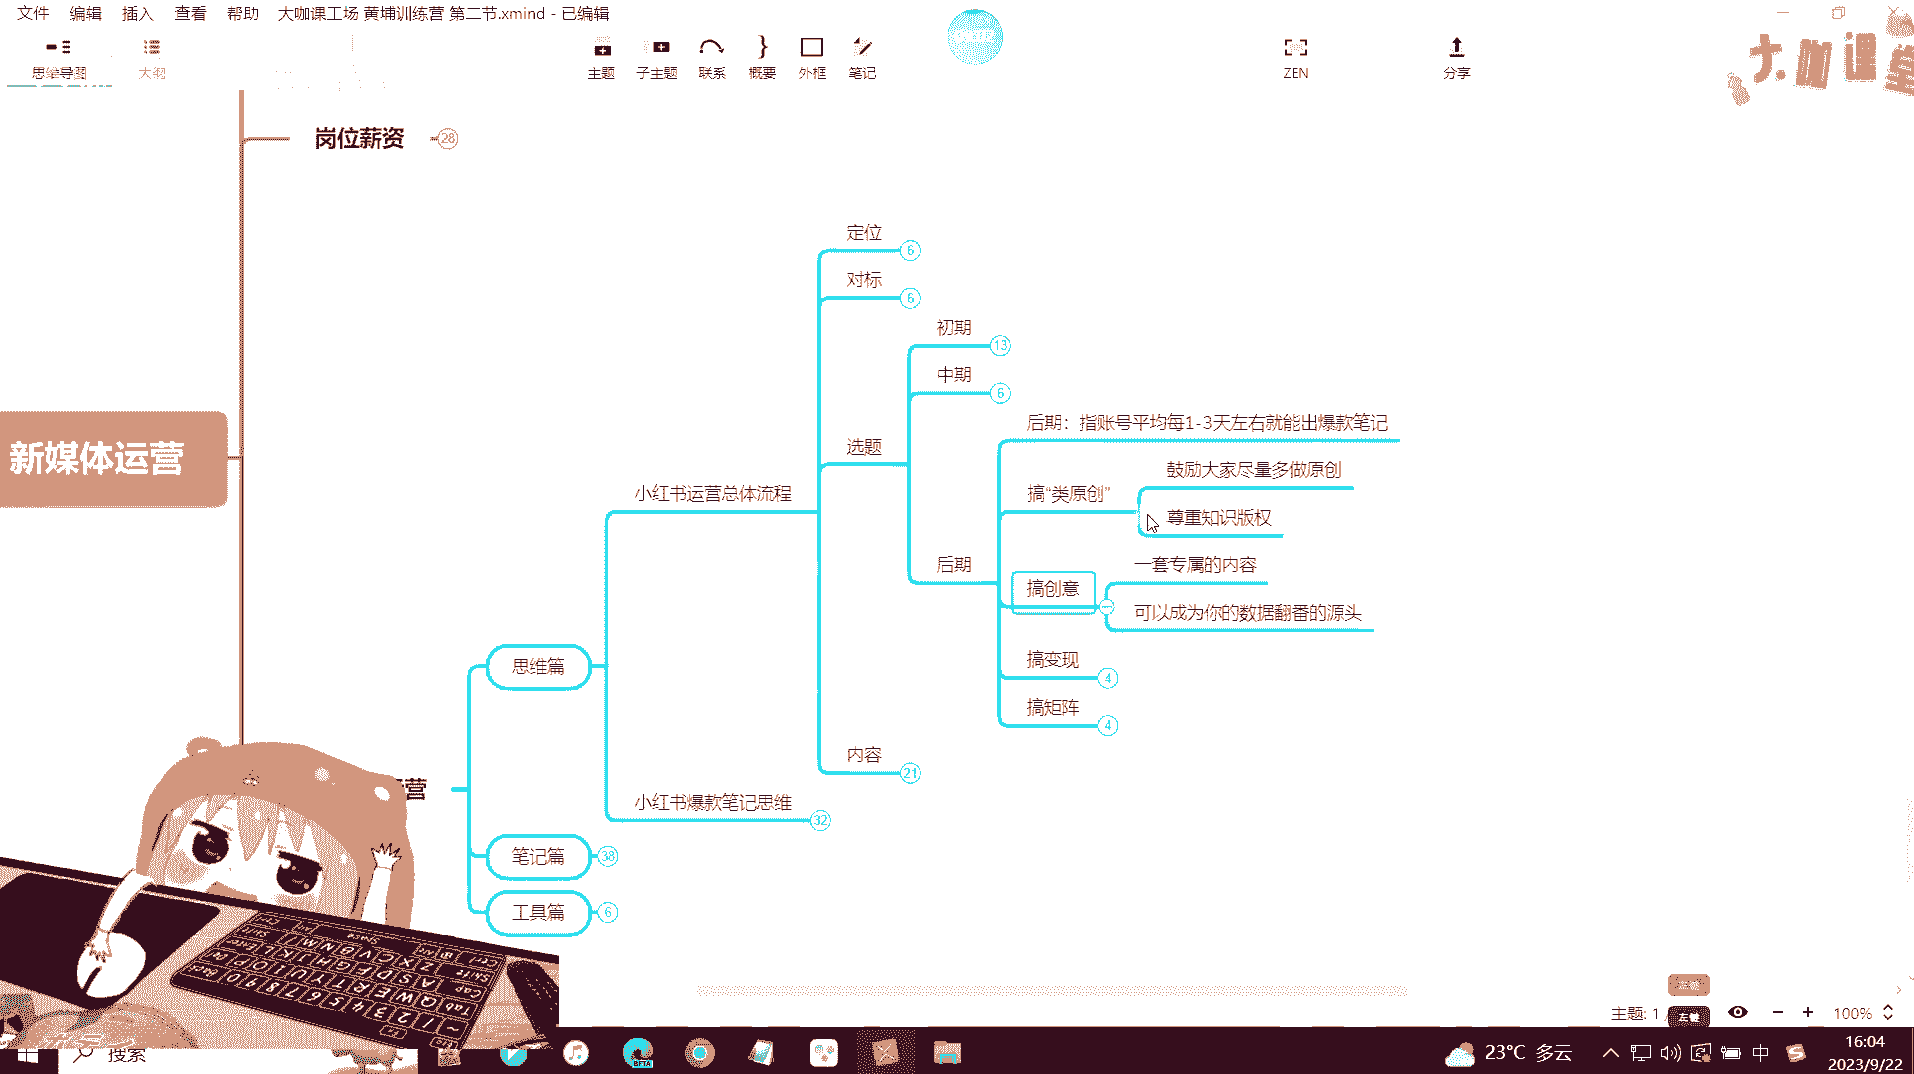 文件 编辑 插入 查看 帮助 大咖课工场 黄埔训练营 第二节.xmind - 已编辑
思维导图 大纲 主题 子主题 联系 概要 外框 笔记 ZEN 分享
大咖课堂
岗位薪资 28
定位 6
对标 6
初期 13
中期 6
后期：指账号平均每1-3天左右就能出爆款笔记
选题
鼓励大家尽量多做原创
新媒体运营
小红书运营总体流程
搞“类原创”
尊重知识版权
后期
一套专属的内容
搞创意
可以成为你的数据翻番的源头
搞变现 4
思维篇
搞矩阵 4
内容 21
营
小红书爆款笔记思维 32
笔记篇 38
工具篇 6
主题: 1 /
左键
100%
搜索
BETA
23°C 多云
中
16:04
2023/9/22